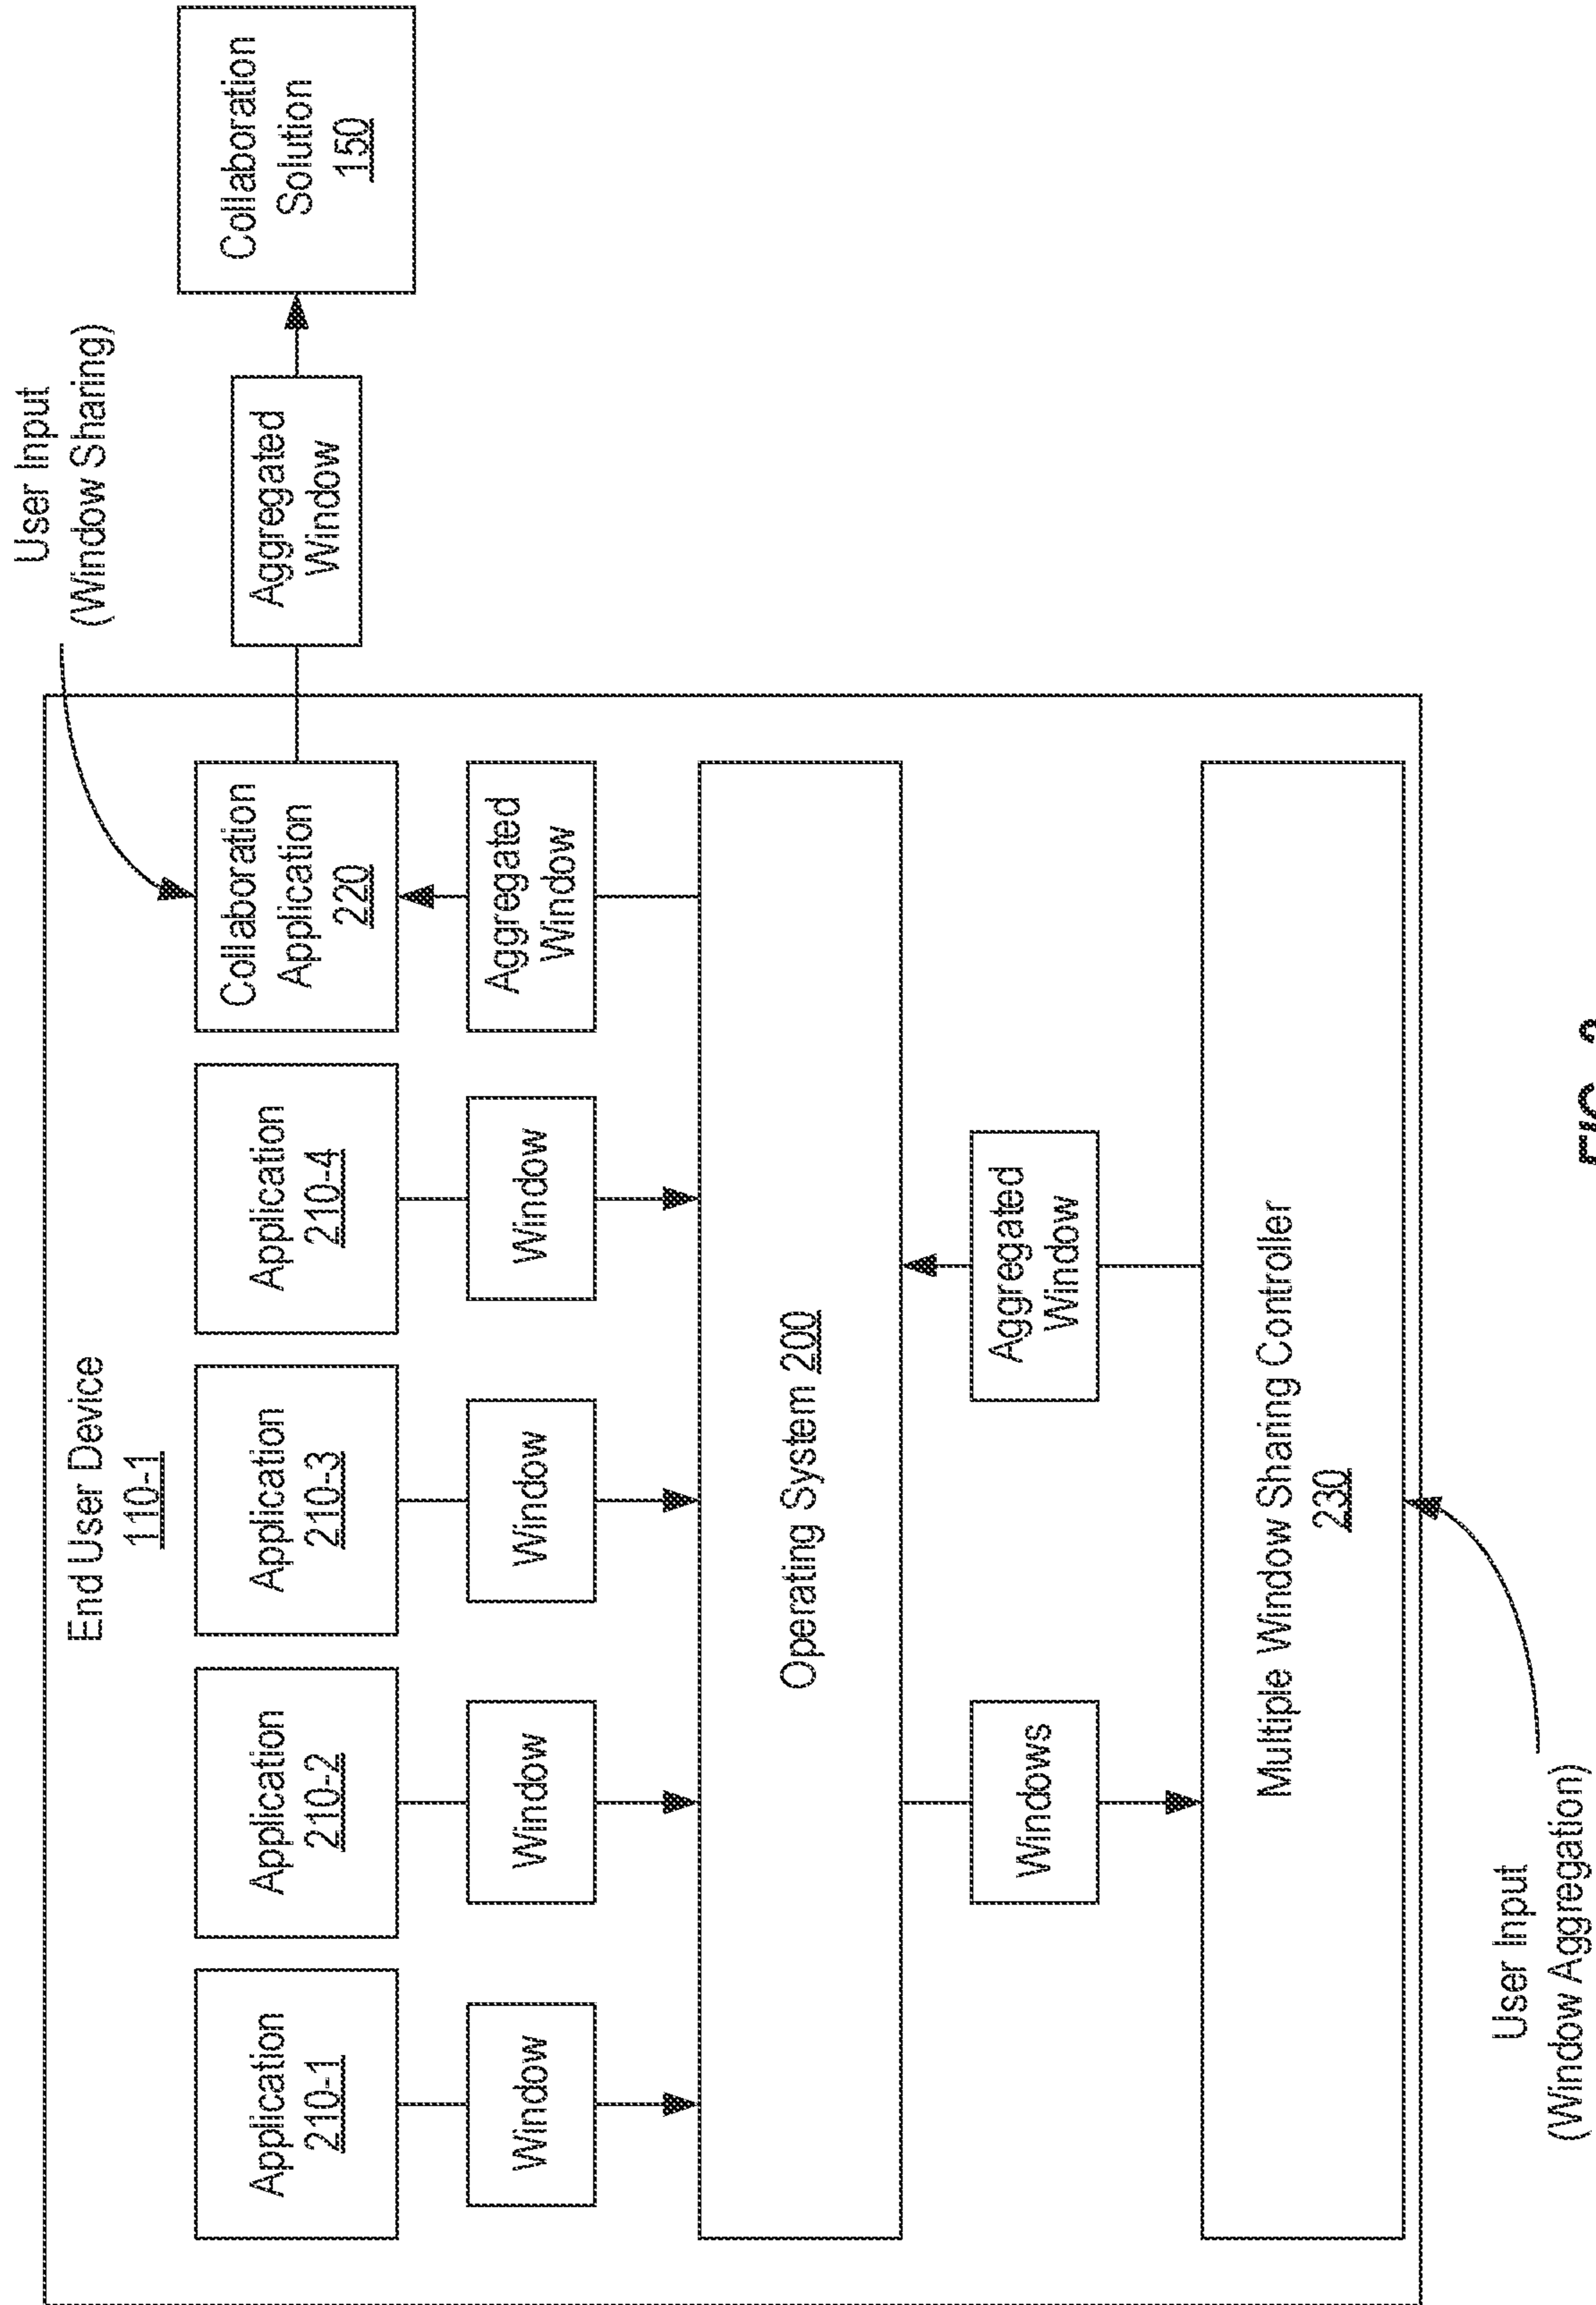 User Input
(Window Sharing)
End User Device
110-1
Application
210-1
Application
210-2
Application
210-3
Application
210-4
Collaboration
Application
220
Aggregated
Window
Collaboration
Solution
150
Window
Window
Window
Window
Aggregated
Window
Operating System 200
Windows
Aggregated
Window
Multiple Window Sharing Controller
230
User Input
(Window Aggregation)
FIG.